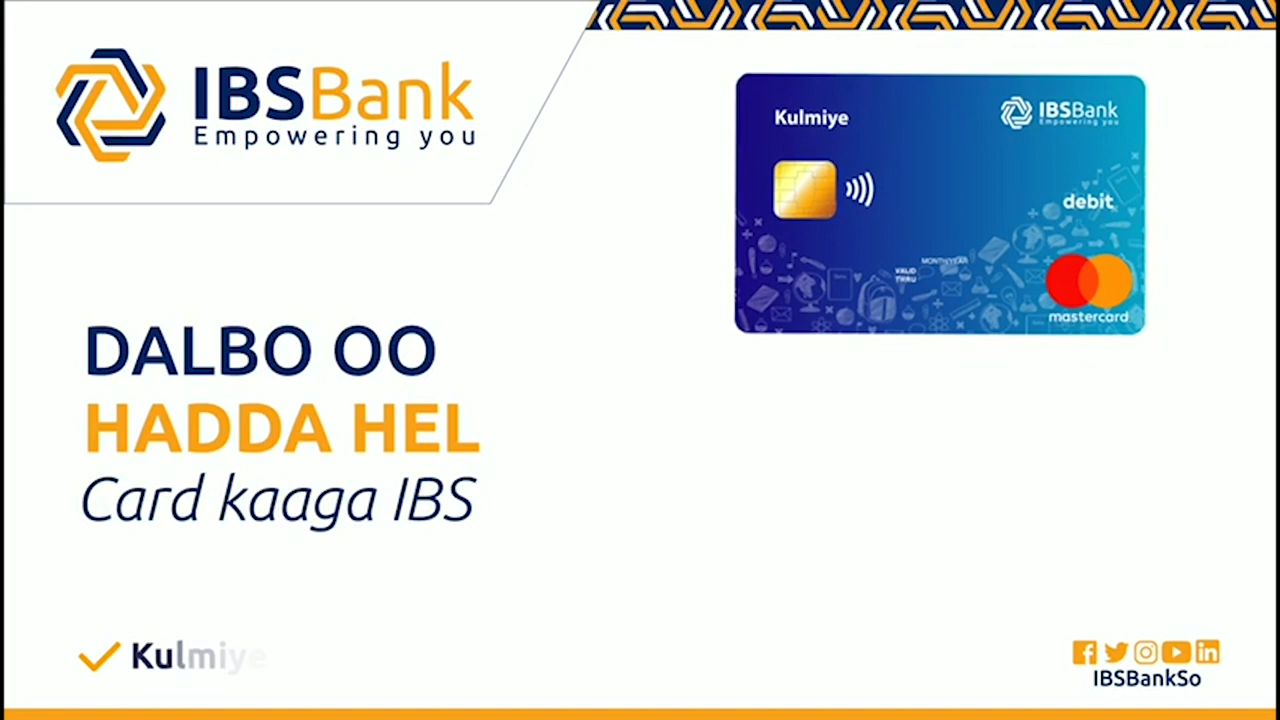 IBSBank
Empowering you
Kulmiye
IBSBank
Empowering you
debit
MONTH/YEAR
VALID
THRU
mastercard
DALBO OO
HADDA HEL
Card kaaga IBS
Kulmiye
IBSBankSo